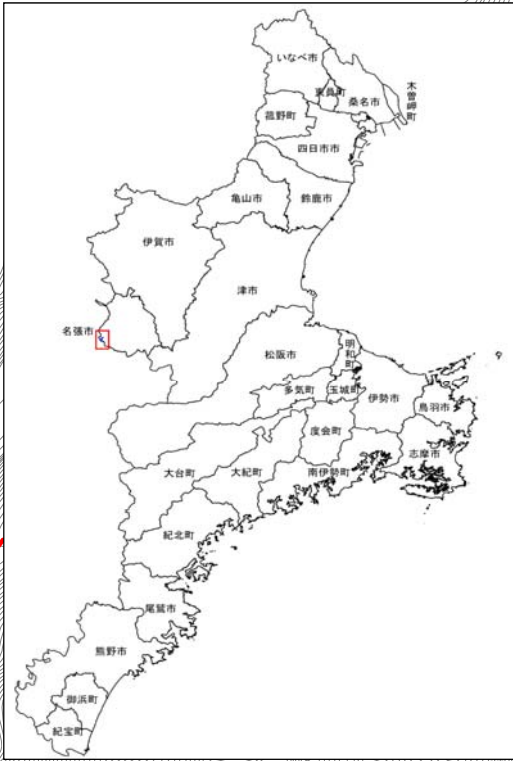 いなべ市
東員町
桑名市
木曽岬町
菰野町
四日市市
亀山市
鈴鹿市
伊賀市
津市
名張市
松阪市
明和町
多気町
玉城町
伊勢市
鳥羽市
度会町
志摩市
大台町
大紀町
南伊勢町
紀北町
尾鷲市
熊野市
御浜町
紀宝町